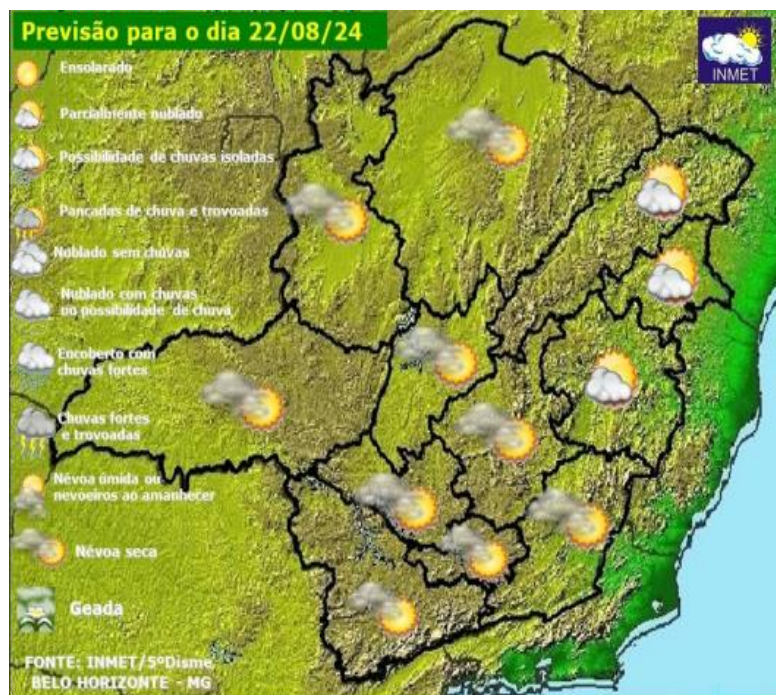 Previsão para o dia 22/08/24
INMET
Ensolarado
Parcialmente nublado
Possibilidade de chuvas isoladas
Pancadas de chuva e trovoadas
Nublado sem chuvas
Nublado com chuvas
no possibilidade de chuva
Encoberto com
chuvas fortes
Chuvas fortes
e trovoadas
Névoa úmida ou
nevoeiros ao amanhecer
Névoa seca
Geada
FONTE: INMET/5ºDisme,
BELO HORIZONTE - MG